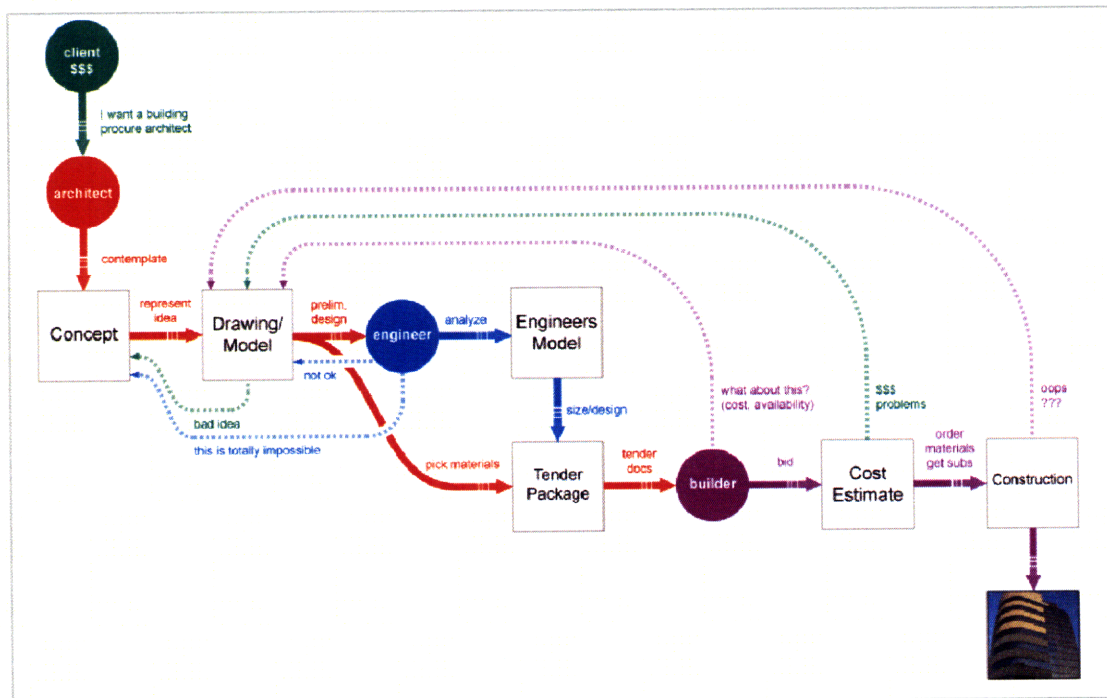 client
$$$
I want a building
procure architect
architect
contemplate
Concept
represent
idea
Drawing/
Model
prelim.
design
engineer
analyze
Engineers
Model
not ok
bad idea
this is totally impossible
size/design
pick materials
Tender
Package
tender
docs
builder
what about this?
(cost, availability)
bid
$$$
problems
Cost
Estimate
order
materials
get subs
oops
???
Construction